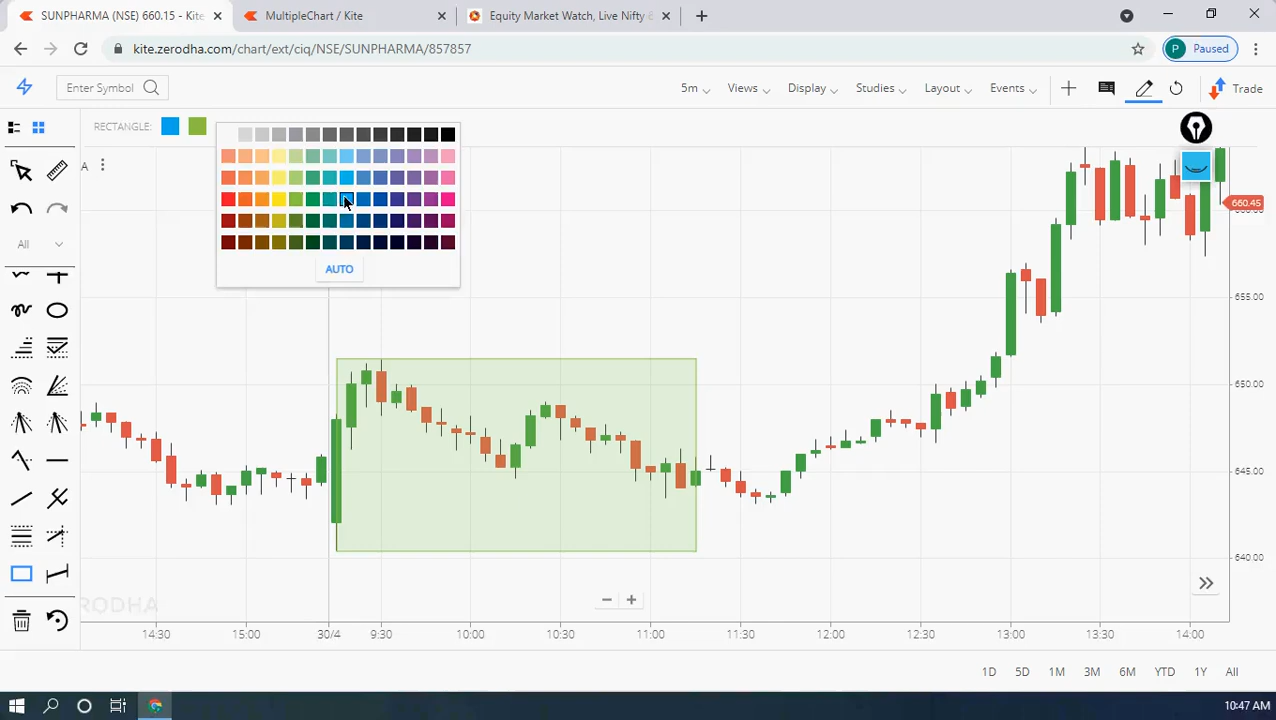 SUNPHARMA (NSE) 660.15 - Kite
MultipleChart / Kite
Equity Market Watch, Live Nifty
kite.zerodha.com/chart/ext/ciq/NSE/SUNPHARMA/857857
P Paused
Enter Symbol
5m Views Display Studies Layout Events Trade
RECTANGLE:
A
All
AUTO
660.45
655.00
650.00
645.00
640.00
14:30 15:00 30/4 9:30 10:00 10:30 11:00 11:30 12:00 12:30 13:00 13:30 14:00
1D 5D 1M 3M 6M YTD 1Y All
10:47 AM